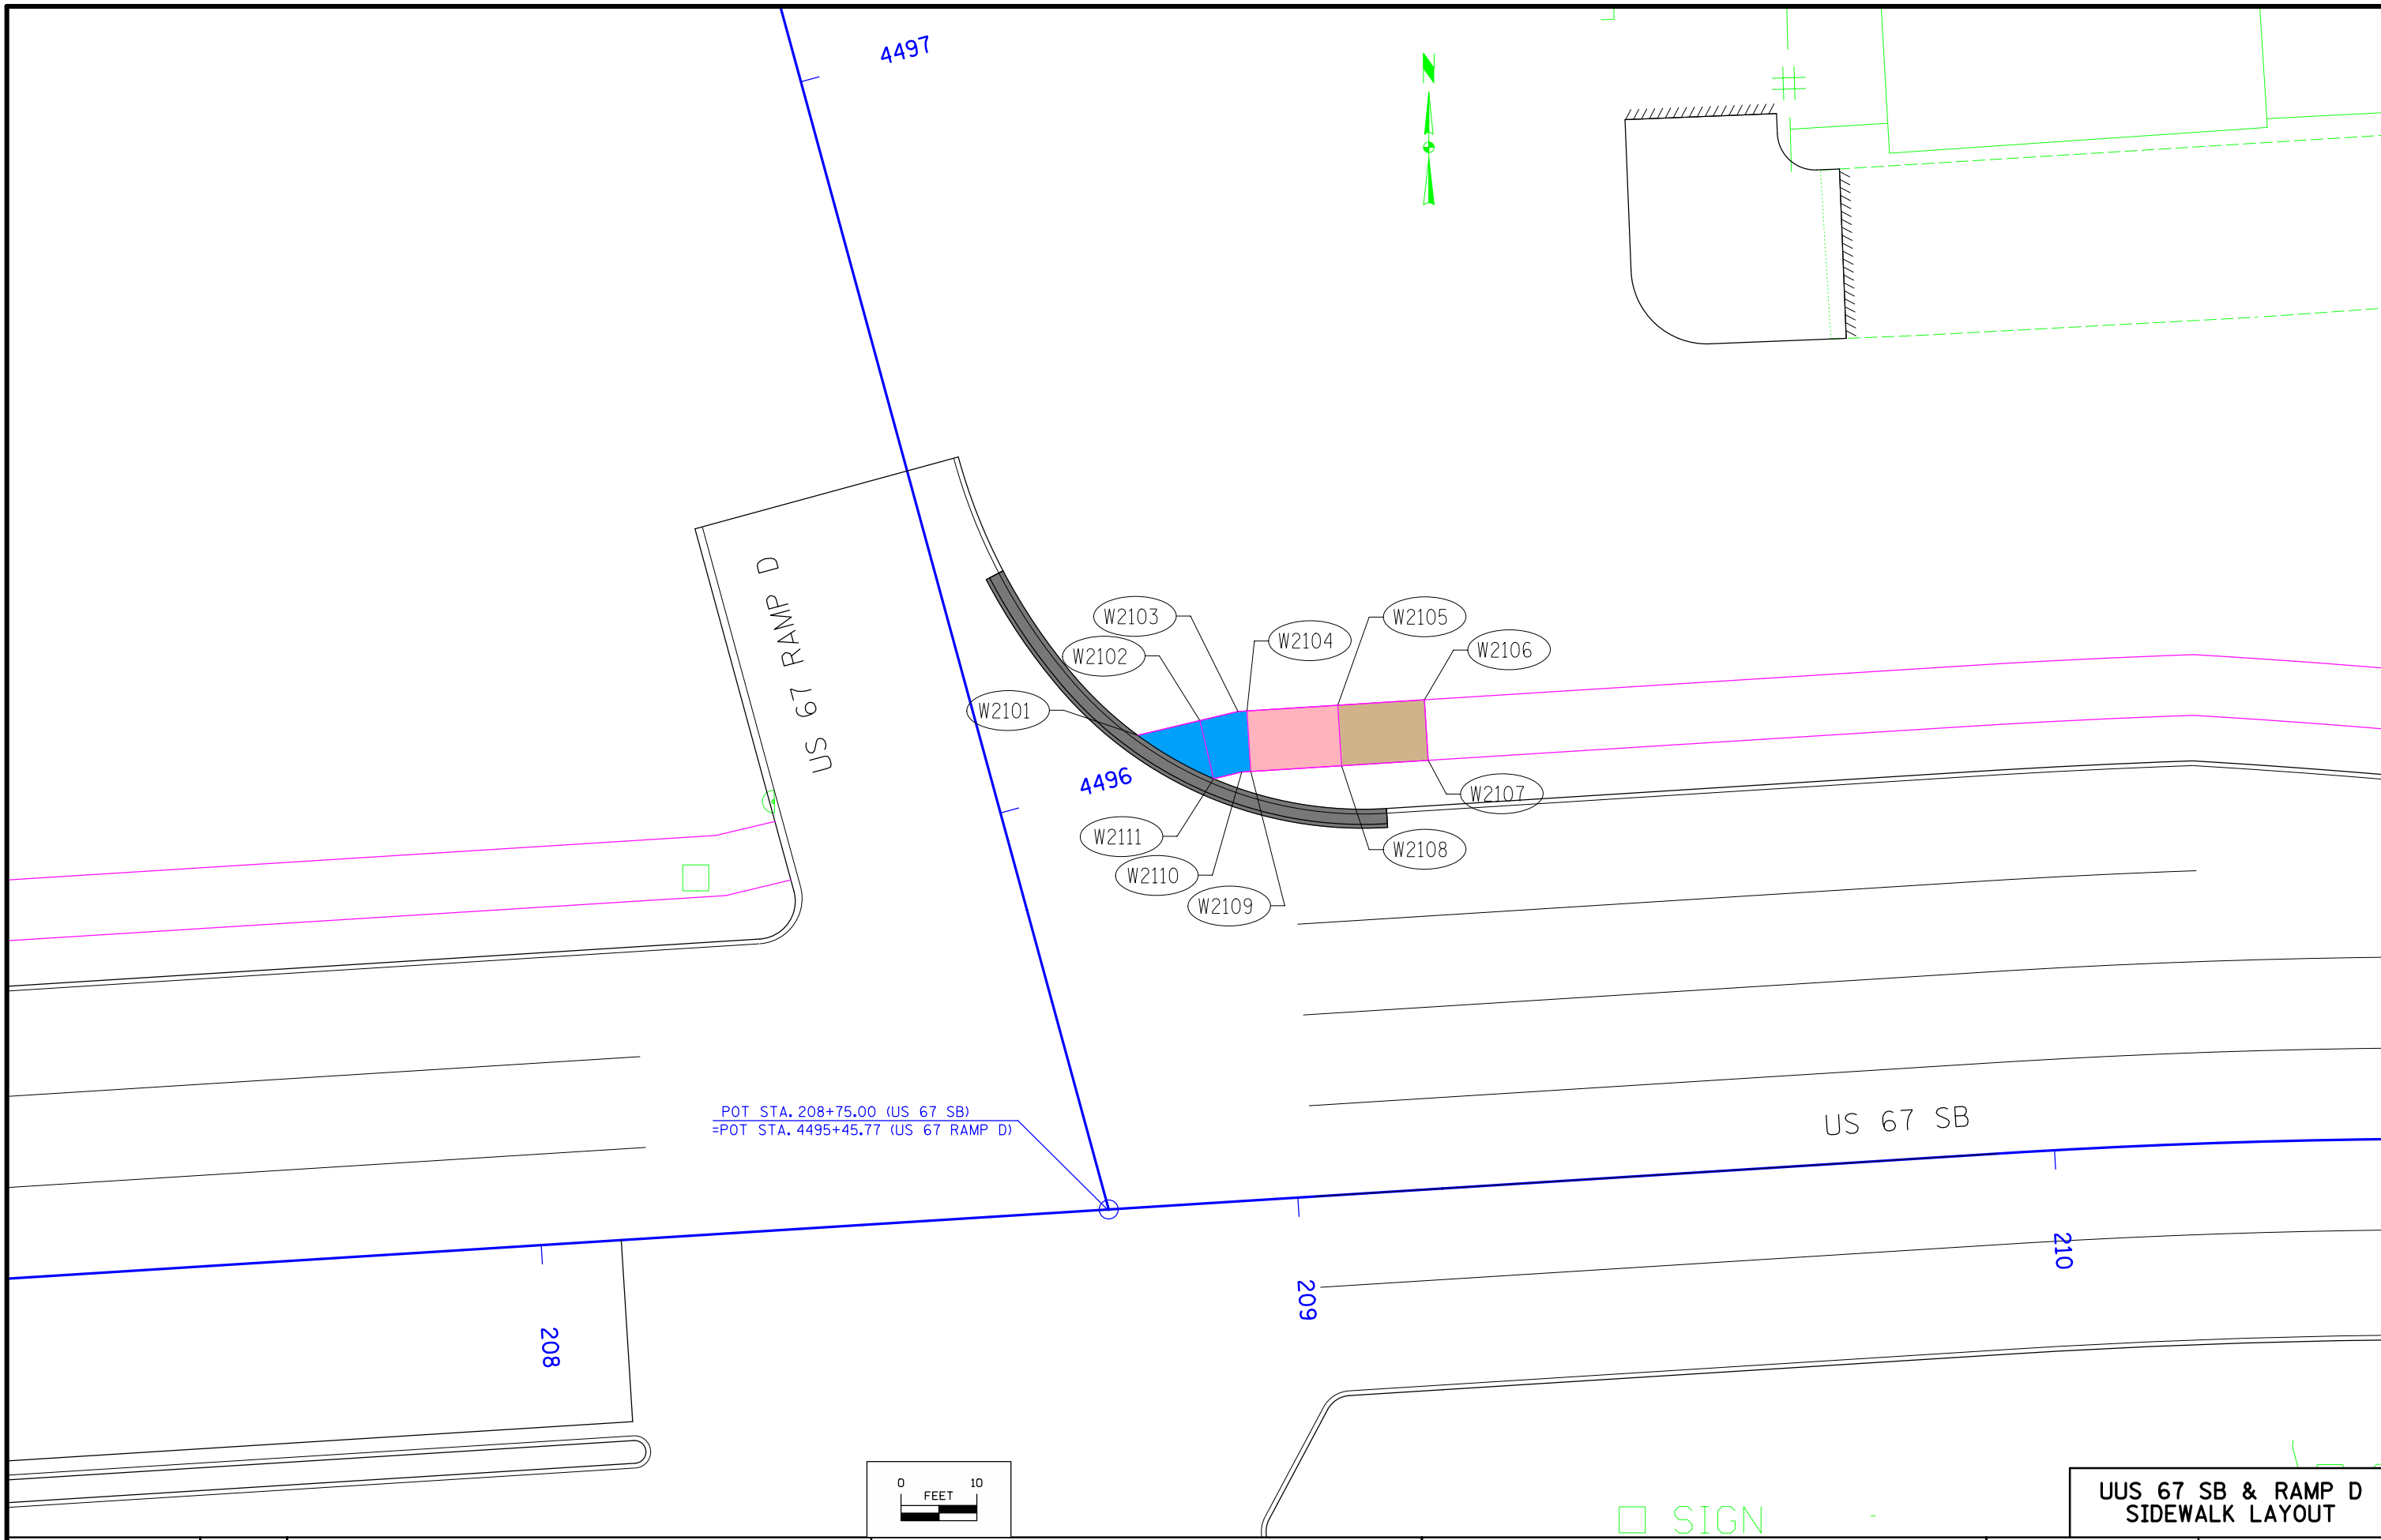 4497
N
US 67 RAMP D
W2103
W2105
W2104
W2102
W2106
W2101
4496
W2107
W2111
W2108
W2110
W2109
POT STA. 208+75.00 (US 67 SB)
=POT STA. 4495+45.77 (US 67 RAMP D)
US 67 SB
210
209
208
0 10
FEET
SIGN
UUS 67 SB & RAMP D
SIDEWALK LAYOUT